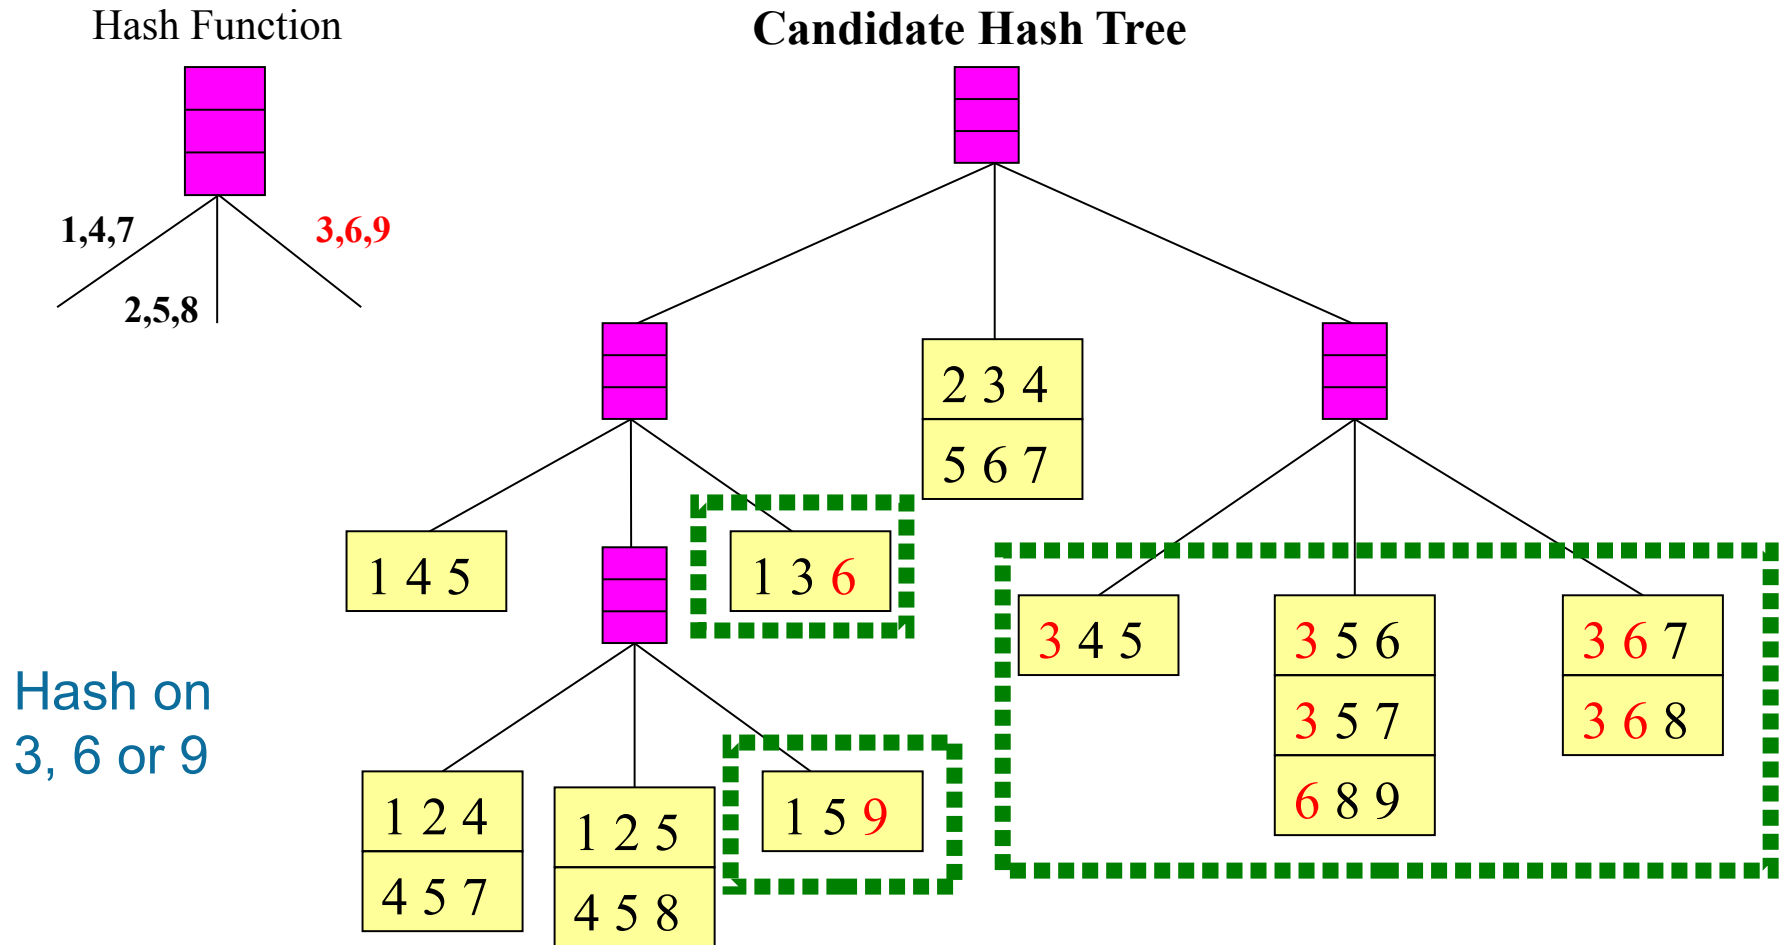 Hash Function
Candidate Hash Tree
1,4,7
3,6,9
2,5,8
2 3 4
5 6 7
1 4 5
1 3 6
3 4 5
3 5 6
3 6 7
3 5 7
3 6 8
6 8 9
Hash on
3, 6 or 9
1 2 4
1 2 5
1 5 9
4 5 7
4 5 8